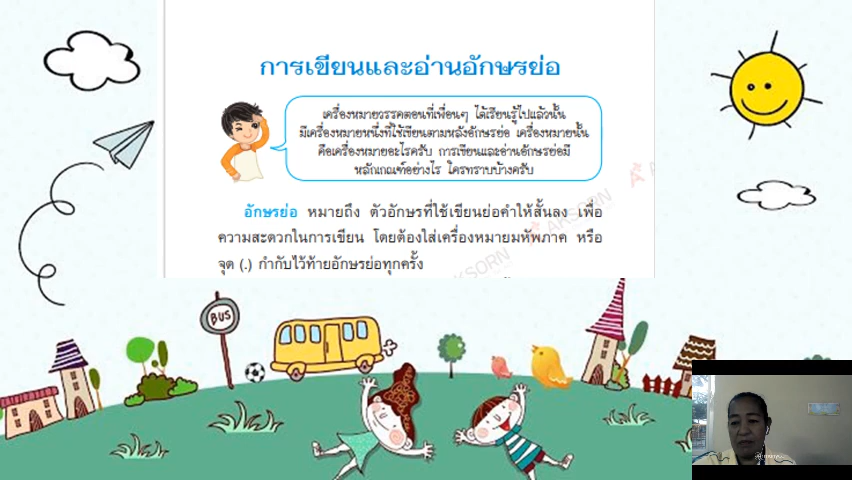 การเขียนและอ่านอักษรย่อ
เครื่องหมายวรรคตอนที่เพื่อนๆ ได้เรียนรู้ไปแล้วนั้น
มีเครื่องหมายหนึ่งที่ใช้เขียนตามหลังอักษรย่อ เครื่องหมายนั้น
คือเครื่องหมายอะไรครับ การเขียนและอ่านอักษรย่อมี
หลักเกณฑ์อย่างไร ใครทราบบ้างครับ
อักษรย่อ หมายถึง ตัวอักษรที่ใช้เขียนย่อคำให้สั้นลง เพื่อ
ความสะดวกในการเขียน โดยต้องใส่เครื่องหมายมหัพภาค หรือ
จุด (.) กำกับไว้ท้ายอักษรย่อทุกครั้ง
AKSORN
AKSORN
BUS